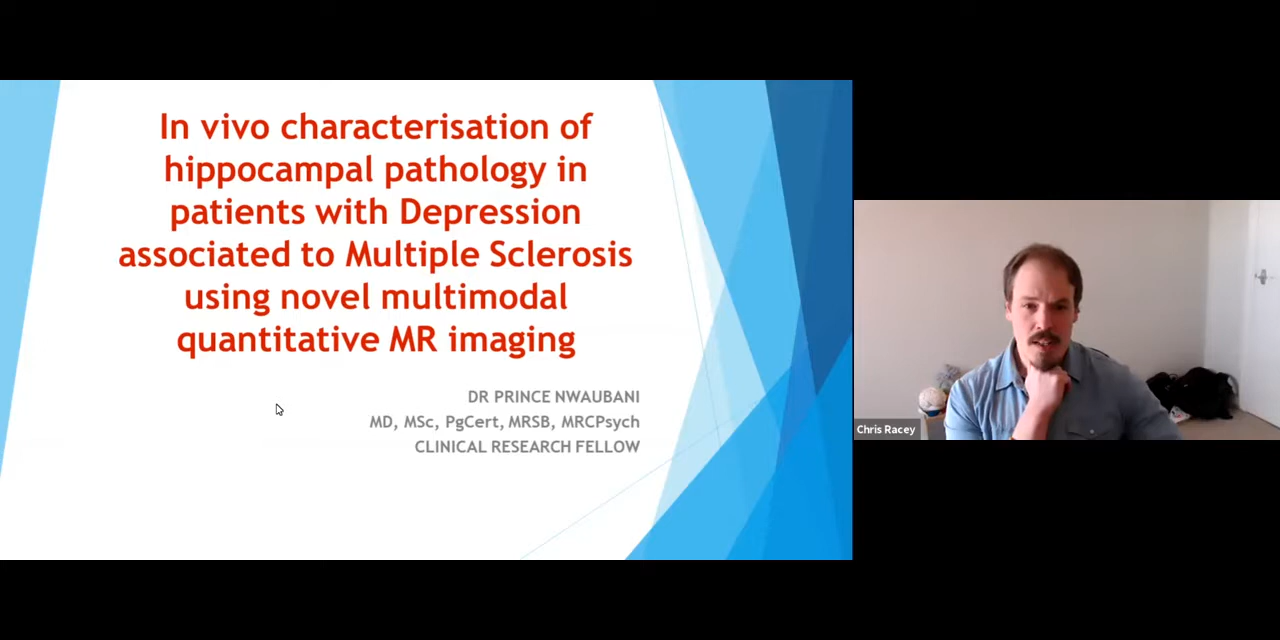 In vivo characterisation of
hippocampal pathology in
patients with Depression
associated to Multiple Sclerosis
using novel multimodal
quantitative MR imaging
DR PRINCE NWAUBANI
MD, MSc, PgCert, MRSB, MRCPsych
CLINICAL RESEARCH FELLOW
Chris Racey